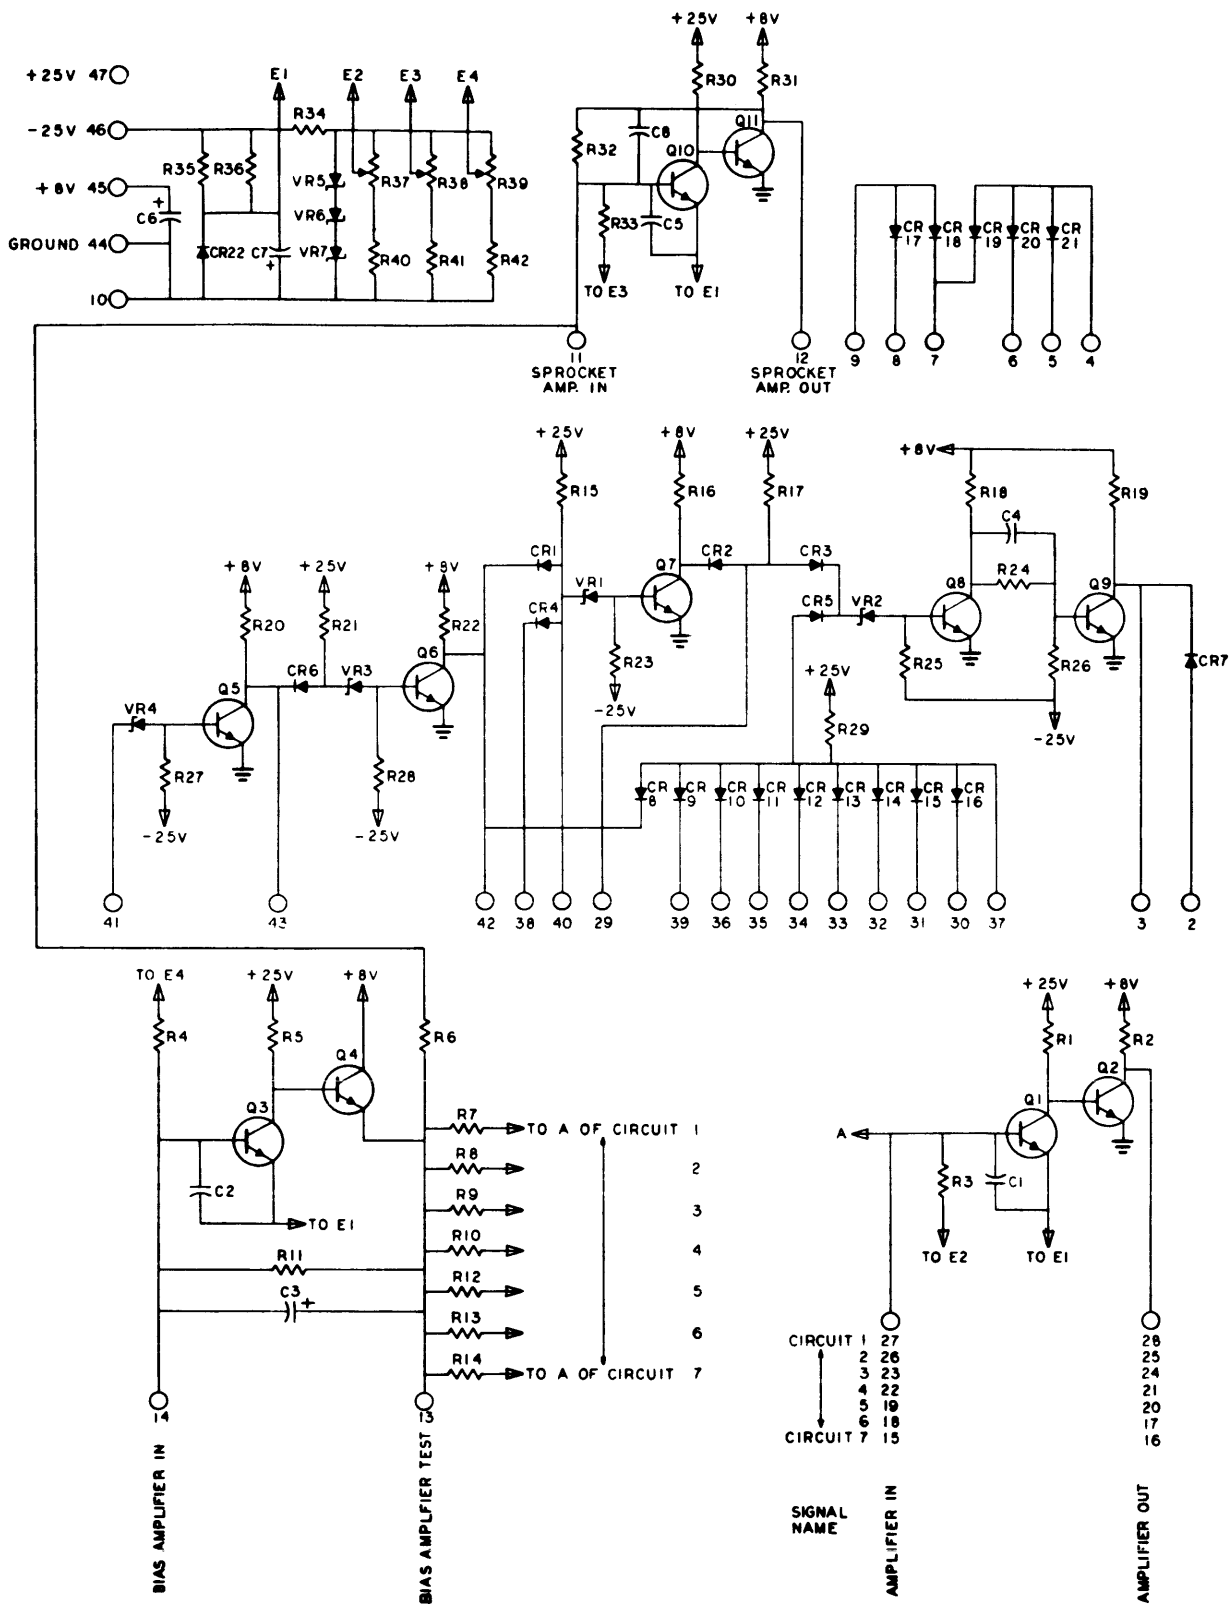 +25V +8V
+25V 47
E1 E2 E3 E4
R30 R31
-25V 46
R34
C8 Q11
R35 R36 R32 Q10
+8V 45
VR5 R37 R38 R39
C6 + VR6 R33 C5
CR 17 CR 18 CR 19 CR 20 CR 21
GROUND 44
CR22 C7 + VR7 R40 R41 R42
10
TO E3 TO E1
11 12 9 8 7 6 5 4
SPROCKET AMP. IN
SPROCKET AMP. OUT
+25V +8V +25V
+8V
R15 R16 R17 R18 R19
C4
CR1 Q7 CR2 CR3
+8V +25V +8V
VR1 Q8 R24 Q9
CR4 CR5 VR2
R20 R21 R22
Q6 R23 R25 R26
CR7
Q5 CR6 VR3
+25V
VR4 -25V -25V
R29
R27 R28
CR 8 CR 9 CR 10 CR 11 CR 12 CR 13 CR 14 CR 15 CR 16
-25V -25V
41 43 42 38 40 29 39 36 35 34 33 32 31 30 37 3 2
TO E4 +25V +8V
+25V +8V
R4 R5 R6
R1 R2
Q4
Q2
Q3 R7
Q1
TO A OF CIRCUIT 1
A
R8 2
C2 R9 3
R3 C1
TO E1
R10 4
R11
TO E2 TO E1
R12 5
C3 +
R13 6
CIRCUIT 1 27 28
R14
2 26 25
TO A OF CIRCUIT 7
3 23 24
4 22 21
14 13
5 19 20
6 18 17
CIRCUIT 7 15 16
BIAS AMPLIFIER IN
BIAS AMPLFIER TEST
SIGNAL
NAME
AMPLIFIER IN
AMPLIFIER OUT